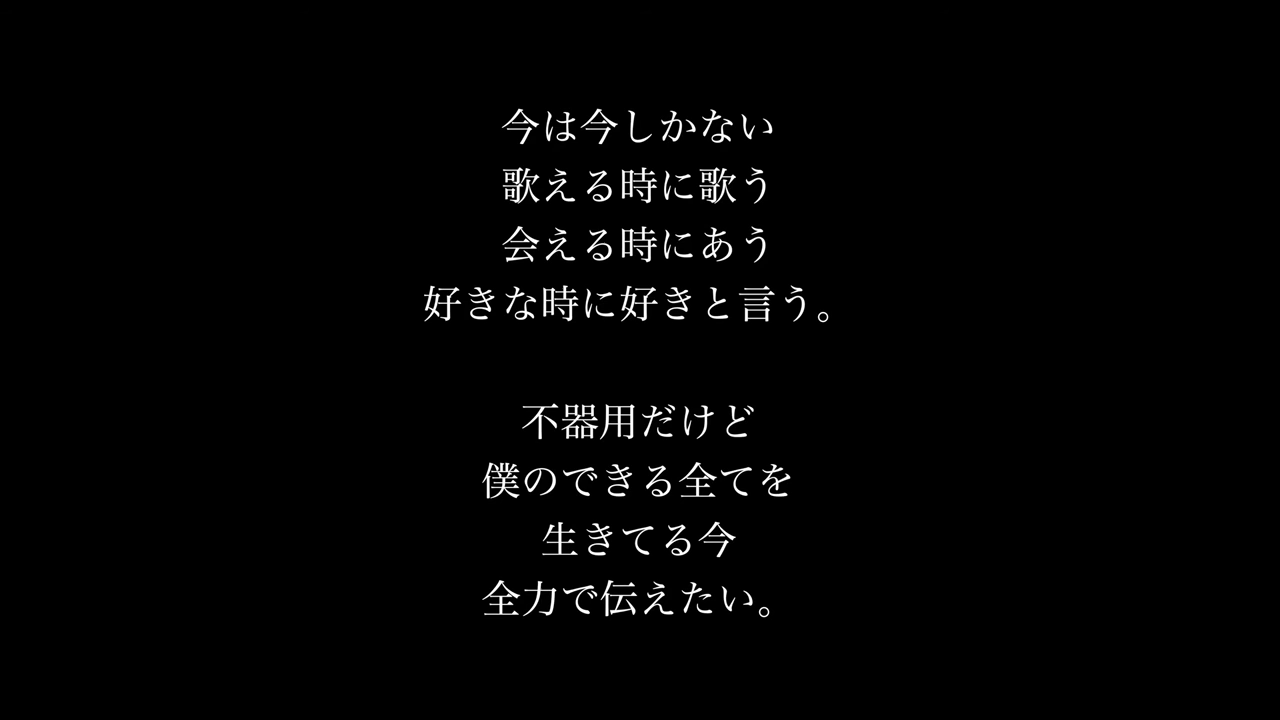 今は今しかない
歌える時に歌う
会える時にあう
好きな時に好きと言う。
不器用だけど
僕のできる全てを
生きてる今
全力で伝えたい。